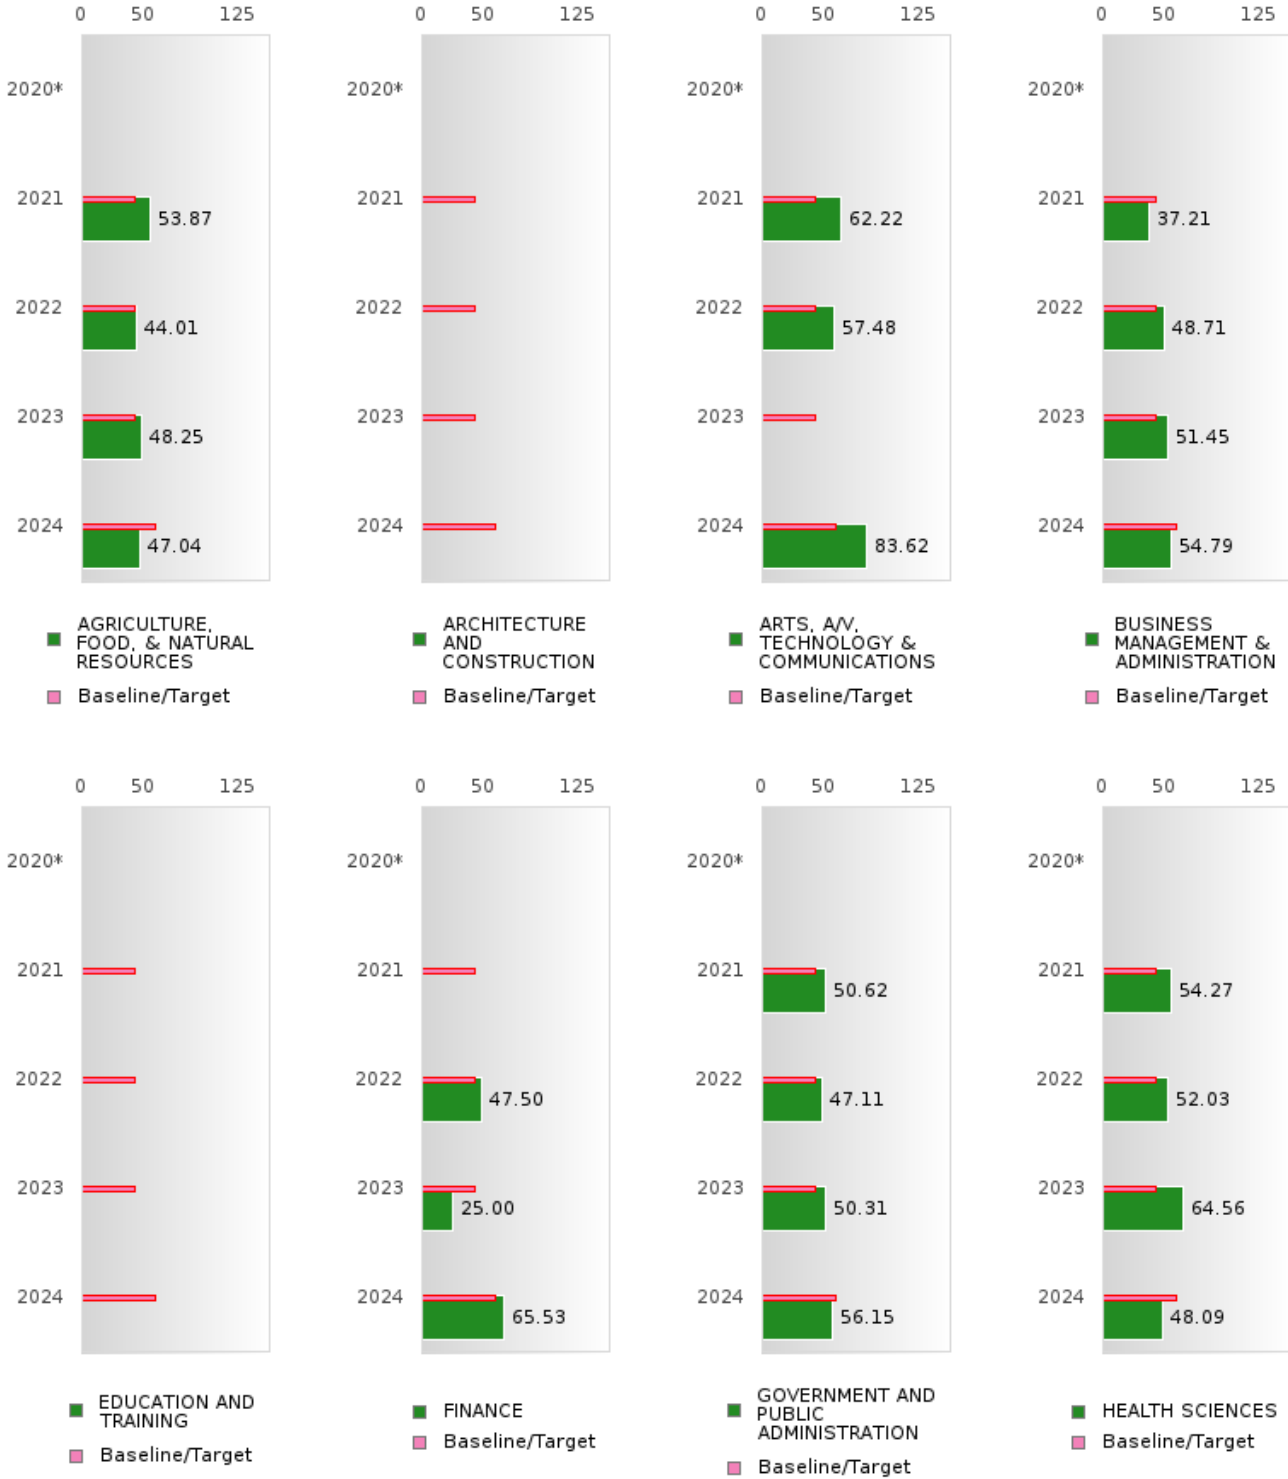 0 50 125
2020*
2021
53.87
2022
44.01
2023
48.25
2024
47.04
AGRICULTURE,
FOOD, & NATURAL
RESOURCES
Baseline/Target
0 50 125
2020*
2021
2022
2023
2024
ARCHITECTURE
AND
CONSTRUCTION
Baseline/Target
0 50 125
2020*
2021
62.22
2022
57.48
2023
2024
83.62
ARTS, A/V,
TECHNOLOGY &
COMMUNICATIONS
Baseline/Target
0 50 125
2020*
2021
37.21
2022
48.71
2023
51.45
2024
54.79
BUSINESS
MANAGEMENT &
ADMINISTRATION
Baseline/Target
0 50 125
2020*
2021
2022
2023
2024
EDUCATION AND
TRAINING
Baseline/Target
0 50 125
2020*
2021
2022
47.50
2023
25.00
2024
65.53
FINANCE
Baseline/Target
0 50 125
2020*
2021
50.62
2022
47.11
2023
50.31
2024
56.15
GOVERNMENT AND
PUBLIC
ADMINISTRATION
Baseline/Target
0 50 125
2020*
2021
54.27
2022
52.03
2023
64.56
2024
48.09
HEALTH SCIENCES
Baseline/Target